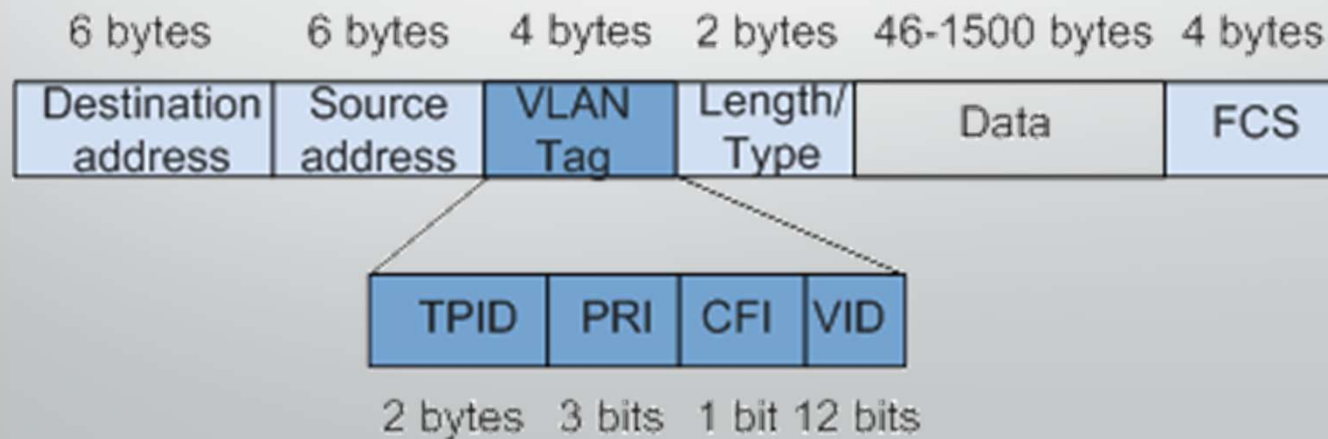 6 bytes 6 bytes 4 bytes 2 bytes 46-1500 bytes 4 bytes
Destination address
Source address
VLAN Tag
Length/ Type
Data
FCS
TPID PRI CFI VID
2 bytes 3 bits 1 bit 12 bits